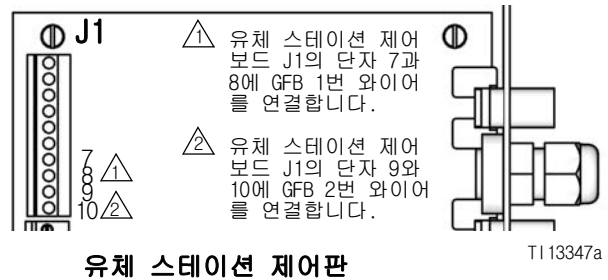 J1
1 유체 스테이션 제어
보드 J1의 단자 7과
8에 GFB 1번 와이어
를 연결합니다.
2 유체 스테이션 제어
보드 J1의 단자 9와
10에 GFB 2번 와이어
를 연결합니다.
7
8 1
9
10 2
TI13347a
유체 스테이션 제어판